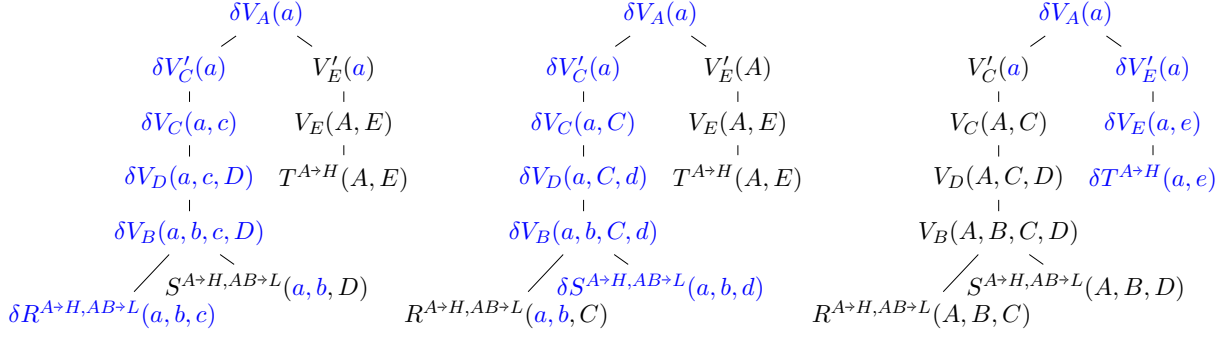 δV_A(a) δV_A(a) δV_A(a)
δV′_C(a) V′_E(a) δV′_C(a) V′_E(A) V′_C(a) δV′_E(a)
δV_C(a, c) V_E(A, E) δV_C(a, C) V_E(A, E) V_C(A, C) δV_E(a, e)
δV_D(a, c, D) T^{A→H}(A, E) δV_D(a, C, d) T^{A→H}(A, E) V_D(A, C, D) δT^{A→H}(a, e)
δV_B(a, b, c, D) δV_B(a, b, C, d) V_B(A, B, C, D)
S^{A→H,AB→L}(a, b, D) δS^{A→H,AB→L}(a, b, d) S^{A→H,AB→L}(A, B, D)
δR^{A→H,AB→L}(a, b, c) R^{A→H,AB→L}(a, b, C) R^{A→H,AB→L}(A, B, C)